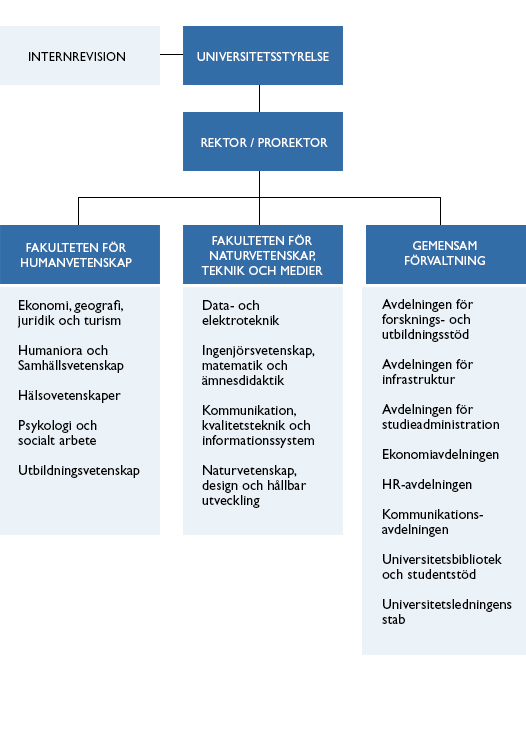 INTERNREVISION
UNIVERSITETSSTYRELSE
REKTOR / PROREKTOR
FAKULTETEN FÖR
HUMANVETENSKAP
Ekonomi, geografi,
juridik och turism
Humaniora och
Samhällsvetenskap
Hälsovetenskaper
Psykologi och
socialt arbete
Utbildningsvetenskap
FAKULTETEN FÖR
NATURVETENSKAP,
TEKNIK OCH MEDIER
Data- och
elektroteknik
Ingenjörsvetenskap,
matematik och
ämnesdidaktik
Kommunikation,
kvalitetsteknik och
informationssystem
Naturvetenskap,
design och hållbar
utveckling
GEMENSAM
FÖRVALTNING
Avdelningen för
forsknings- och
utbildningsstöd
Avdelningen för
infrastruktur
Avdelningen för
studieadministration
Ekonomiavdelningen
HR-avdelningen
Kommunikations-
avdelningen
Universitetsbibliotek
och studentstöd
Universitetsledningens
stab